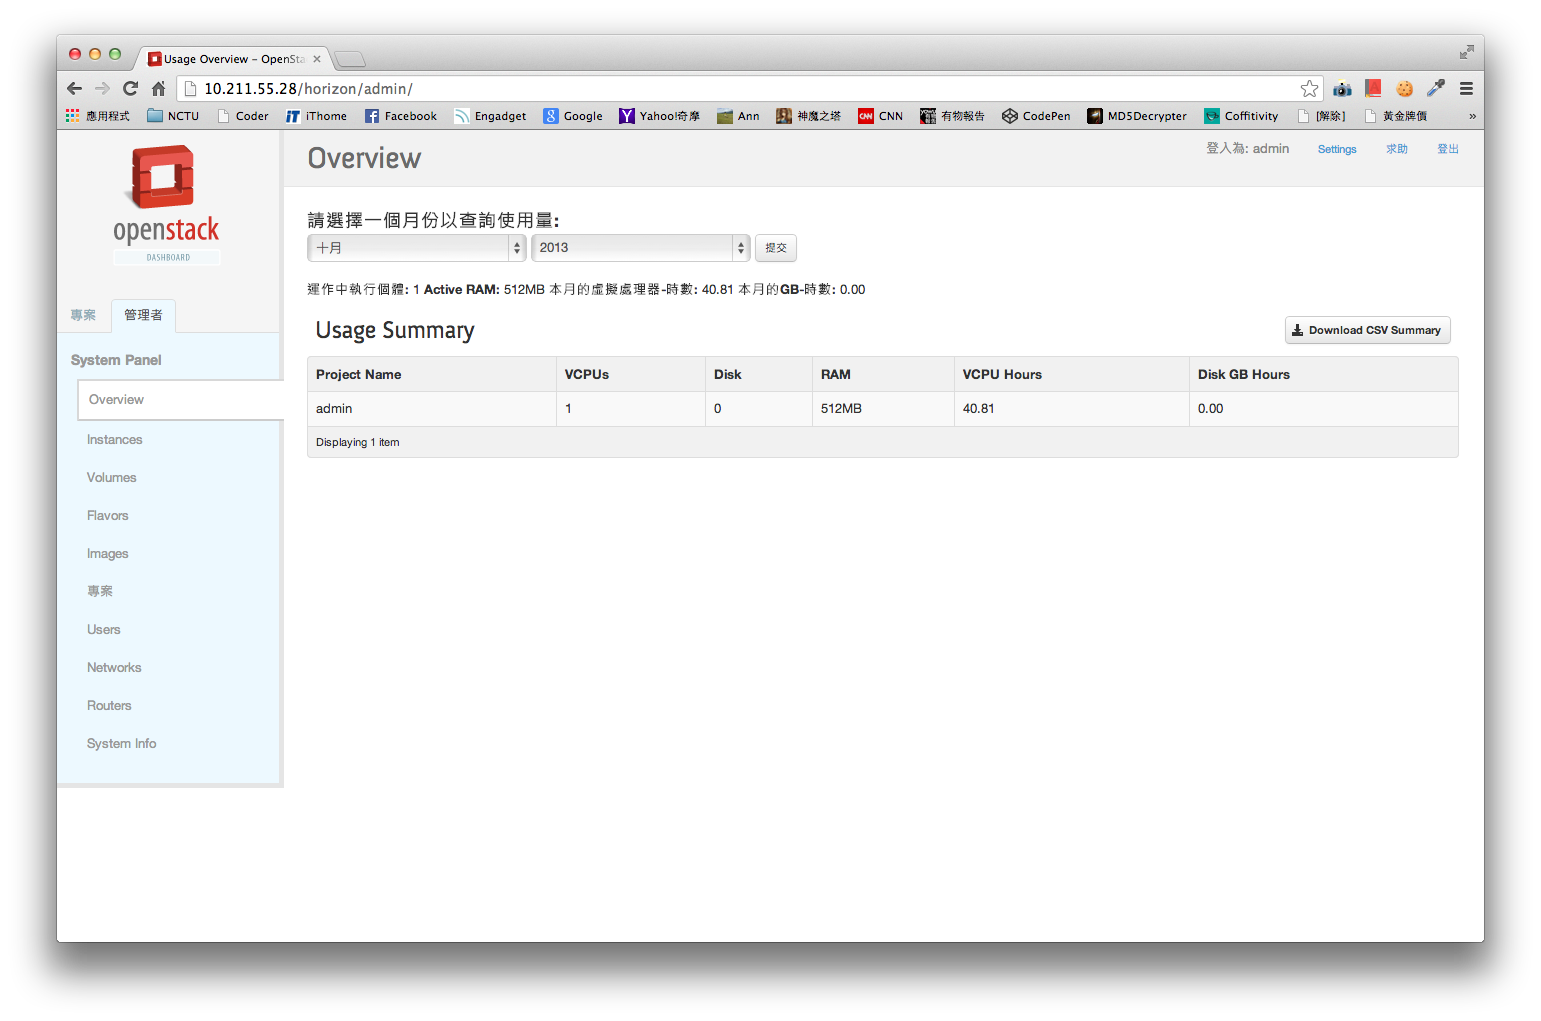 Usage Overview – OpenSta
10.211.55.28/horizon/admin/
應用程式 NCTU Coder iThome Facebook Engadget Google Yahoo!奇摩 Ann 神魔之塔 CNN 有物報告 CodePen MD5Decrypter Coffitivity [解除] 黃金牌價 »
openstack
DASHBOARD
專案 管理者
System Panel
Overview
Instances
Volumes
Flavors
Images
專案
Users
Networks
Routers
System Info
Overview
登入為: admin Settings 求助 登出
請選擇一個月份以查詢使用量:
十月 2013 提交
運作中執行個體: 1 Active RAM: 512MB 本月的虛擬處理器-時數: 40.81 本月的GB-時數: 0.00
Usage Summary
Download CSV Summary
Project Name VCPUs Disk RAM VCPU Hours Disk GB Hours
admin 1 0 512MB 40.81 0.00
Displaying 1 item